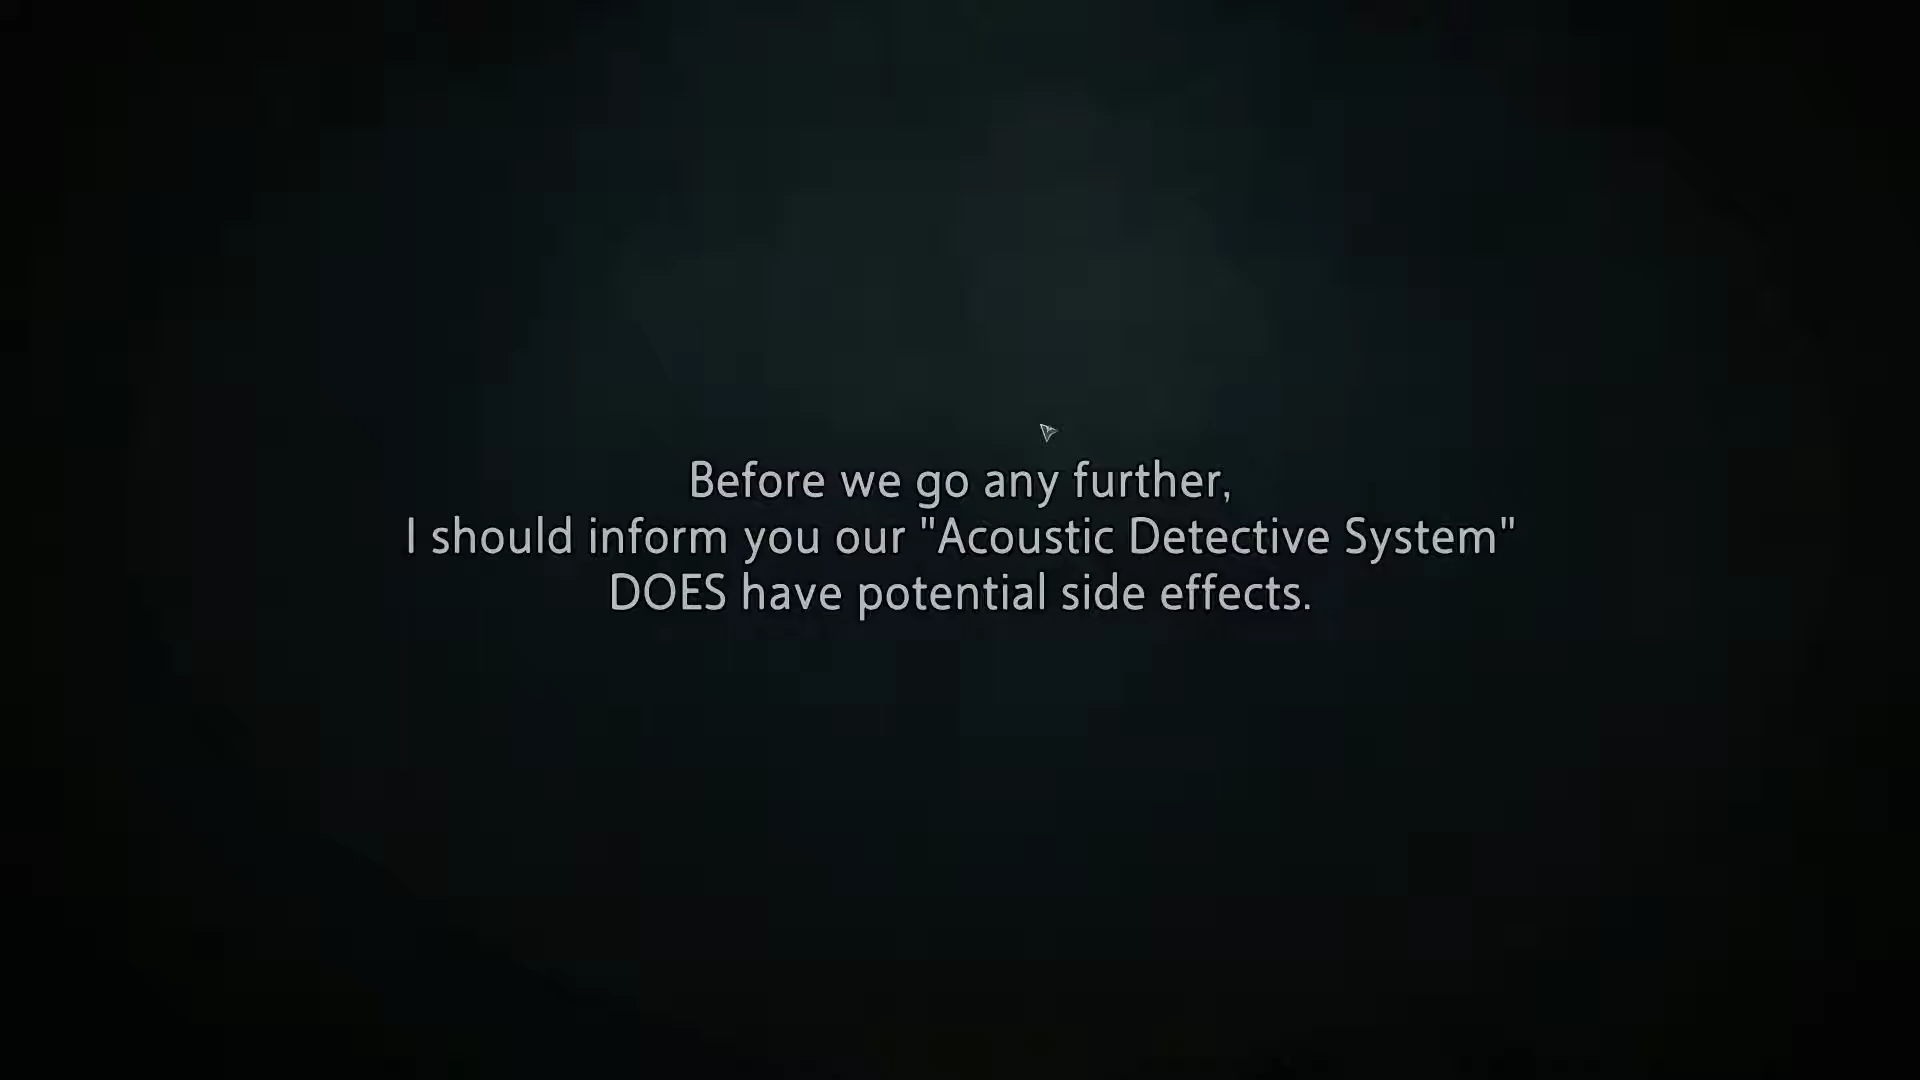 Before we go any further,
I should inform you our "Acoustic Detective System"
DOES have potential side effects.